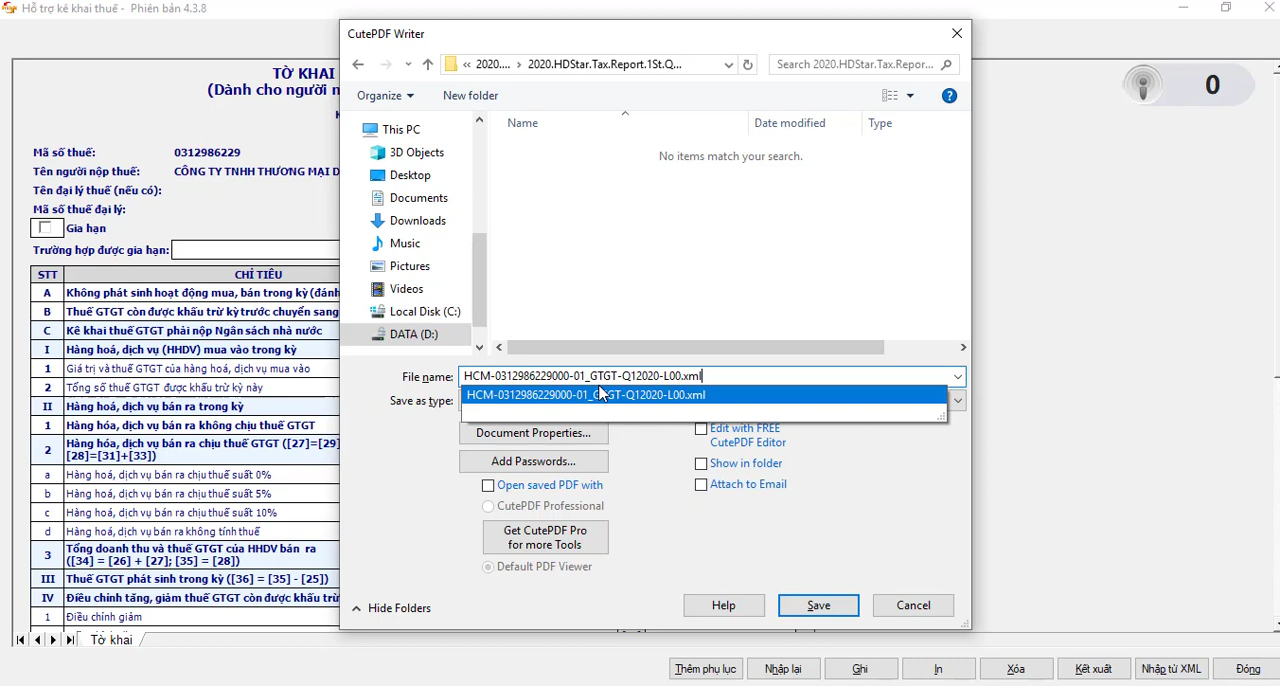 Hỗ trợ kê khai thuế - Phiên bản 4.3.8
TỜ KHAI
(Dành cho người n
Mã số thuế: 0312986229
Tên người nộp thuế: CÔNG TY TNHH THƯƠNG MẠI D
Tên đại lý thuế (nếu có):
Mã số thuế đại lý:
Gia hạn
Trường hợp được gia hạn:
STT CHỈ TIÊU
A Không phát sinh hoạt động mua, bán trong kỳ (đánh
B Thuế GTGT còn được khấu trừ kỳ trước chuyển sang
C Kê khai thuế GTGT phải nộp Ngân sách nhà nước
I Hàng hoá, dịch vụ (HHDV) mua vào trong kỳ
1 Giá trị và thuế GTGT của hàng hoá, dịch vụ mua vào
2 Tổng số thuế GTGT được khấu trừ kỳ này
II Hàng hoá, dịch vụ bán ra trong kỳ
1 Hàng hóa, dịch vụ bán ra không chịu thuế GTGT
2 Hàng hóa, dịch vụ bán ra chịu thuế GTGT ([27]=[29]
[28]=[31]+[33])
a Hàng hoá, dịch vụ bán ra chịu thuế suất 0%
b Hàng hoá, dịch vụ bán ra chịu thuế suất 5%
c Hàng hoá, dịch vụ bán ra chịu thuế suất 10%
d Hàng hoá, dịch vụ bán ra không tính thuế
3 Tổng doanh thu và thuế GTGT của HHDV bán ra
([34] = [26] + [27]; [35] = [28])
III Thuế GTGT phát sinh trong kỳ ([36] = [35] - [25])
IV Điều chỉnh tăng, giảm thuế GTGT còn được khấu trừ
1 Điều chỉnh giảm
Tờ khai
CutePDF Writer
« 2020.... › 2020.HDStar.Tax.Report.1St.Q...
Search 2020.HDStar.Tax.Repor...
Organize New folder
This PC
3D Objects
Desktop
Documents
Downloads
Music
Pictures
Videos
Local Disk (C:)
DATA (D:)
Name Date modified Type
No items match your search.
File name: HCM-0312986229000-01_GTGT-Q12020-L00.xml
HCM-0312986229000-01_GTGT-Q12020-L00.xml
Save as type:
Document Properties...
Add Passwords...
Open saved PDF with
CutePDF Professional
Get CutePDF Pro
for more Tools
Default PDF Viewer
Edit with FREE
CutePDF Editor
Show in folder
Attach to Email
Hide Folders
Help Save Cancel
0
Thêm phụ lục Nhập lại Ghi In Xóa Kết xuất Nhập từ XML Đóng